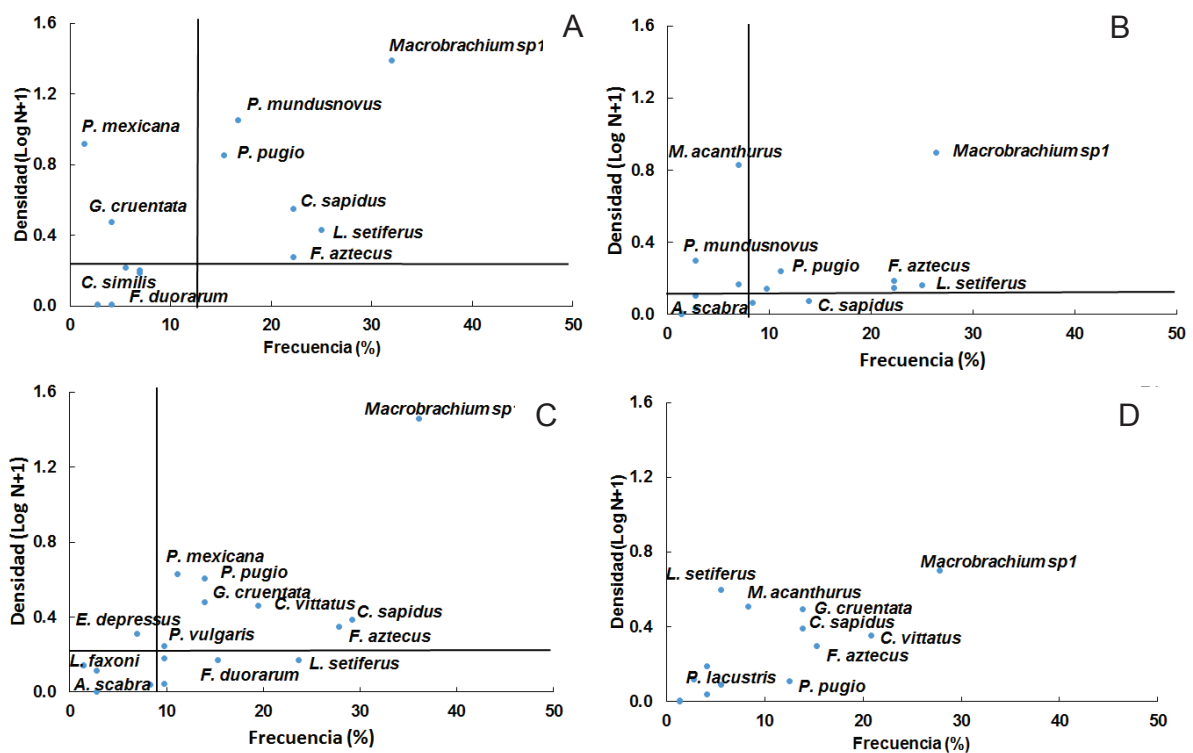 A
Densidad (Log N+1)
1.6
1.2
0.8
0.4
0.0
Macrobrachium sp1
P. mundusnovus
P. mexicana
P. pugio
G. cruentata
C. sapidus
L. setiferus
F. aztecus
C. similis
F. duorarum
0 10 20 30 40 50
Frecuencia (%)
B
Densidad (Log N+1)
1.6
1.2
0.8
0.4
0.0
M. acanthurus
Macrobrachium sp1
P. mundusnovus
P. pugio
F. aztecus
L. setiferus
A. scabra
C. sapidus
0 10 20 30 40 50
Frecuencia (%)
C
Densidad (Log N+1)
1.6
1.2
0.8
0.4
0.0
Macrobrachium sp
P. mexicana
P. pugio
G. cruentata
C. vittatus
C. sapidus
E. depressus
P. vulgaris
F. aztecus
L. faxoni
F. duorarum
L. setiferus
A. scabra
0 10 20 30 40 50
Frecuencia (%)
D
Densidad (Log N+1)
1.6
1.2
0.8
0.4
0.0
Macrobrachium sp1
L. setiferus
M. acanthurus
G. cruentata
C. sapidus
C. vittatus
F. aztecus
P. lacustris
P. pugio
0 10 20 30 40 50
Frecuencia (%)